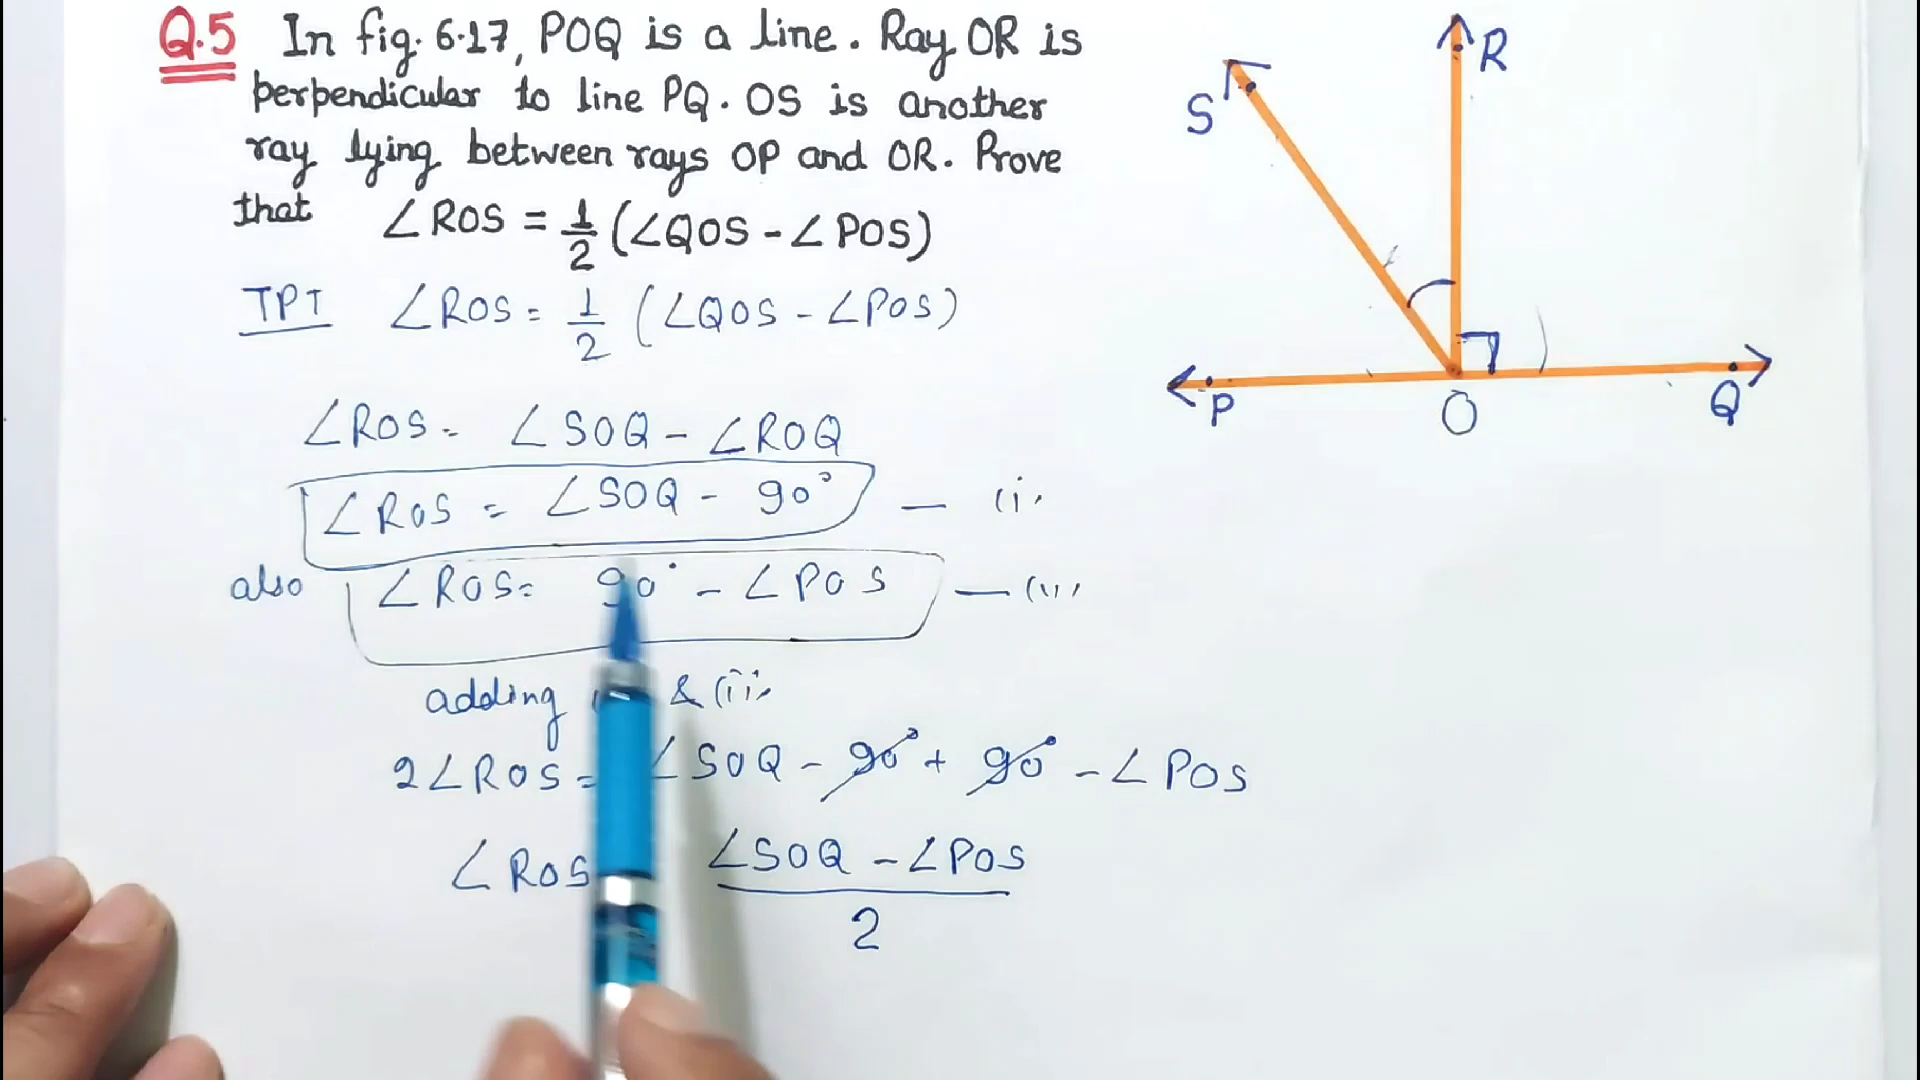 Q.5 In fig. 6.17, POQ is a line. Ray OR is
perpendicular to line PQ. OS is another
ray lying between rays OP and OR. Prove
that ∠ROS = 1/2 (∠QOS - ∠POS)
TPT ∠ROS = 1/2 (∠QOS - ∠POS)
∠ROS = ∠SOQ - ∠ROQ
∠ROS = ∠SOQ - 90° — (i)
also ∠ROS = 90° - ∠POS — (ii)
adding & (ii)
2∠ROS = ∠SOQ - 90° + 90° - ∠POS
∠ROS ∠SOQ - ∠POS
2
R
S
P
O
Q